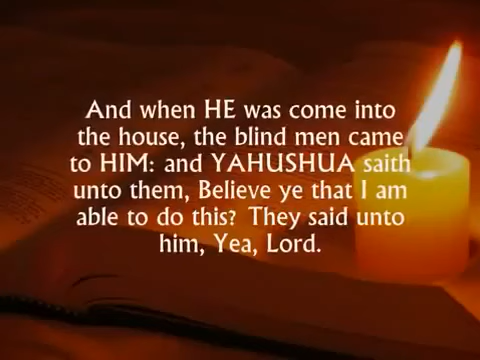 And when HE was come into
the house, the blind men came
to HIM: and YAHUSHUA saith
unto them, Believe ye that I am
able to do this? They said unto
him, Yea, Lord.